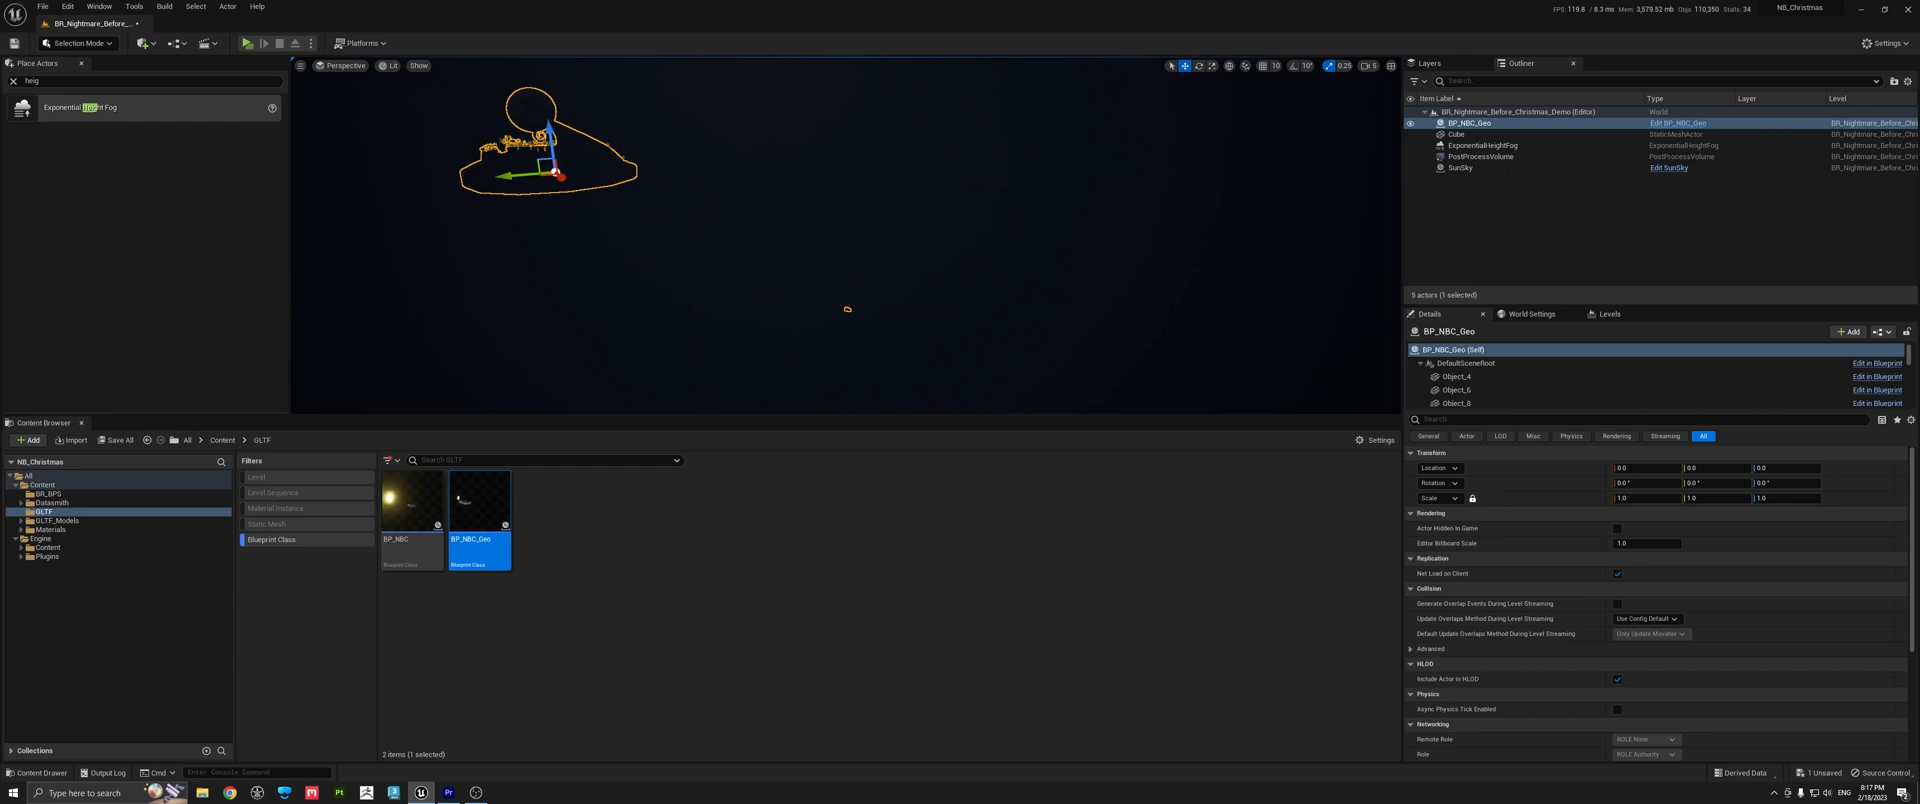 File Edit Window Tools Build Select Actor Help
FPS: 119.8 / 8.3 ms Mem: 3,579.52 mb Objs: 110,350 Stalls: 34
NB_Christmas
BR_Nightmare_Before_... •
Selection Mode
Platforms
Settings
Place Actors
heig
Exponential Height Fog
Perspective Lit Show
10 10° 0.25 5
Layers Outliner
Search...
Item Label Type Layer Level
BR_Nightmare_Before_Christmas_Demo (Editor) World
BP_NBC_Geo Edit BP_NBC_Geo BR_Nightmare_Before_Chri
Cube StaticMeshActor BR_Nightmare_Before_Chri
ExponentialHeightFog ExponentialHeightFog BR_Nightmare_Before_Chri
PostProcessVolume PostProcessVolume BR_Nightmare_Before_Chri
SunSky Edit SunSky BR_Nightmare_Before_Chri
5 actors (1 selected)
Details World Settings Levels
BP_NBC_Geo
+ Add
BP_NBC_Geo (Self)
DefaultSceneRoot Edit in Blueprint
Object_4 Edit in Blueprint
Object_6 Edit in Blueprint
Object_8 Edit in Blueprint
Search
General Actor LOD Misc Physics Rendering Streaming All
Transform
Location 0.0 0.0 0.0
Rotation 0.0 ° 0.0 ° 0.0 °
Scale 1.0 1.0 1.0
Rendering
Actor Hidden In Game
Editor Billboard Scale 1.0
Replication
Net Load on Client
Collision
Generate Overlap Events During Level Streaming
Update Overlaps Method During Level Streaming Use Config Default
Default Update Overlaps Method During Level Streaming Only Update Movable
Advanced
HLOD
Include Actor in HLOD
Physics
Async Physics Tick Enabled
Networking
Remote Role ROLE None
Role ROLE Authority
Content Browser
+ Add Import Save All All > Content > GLTF
Settings
NB_Christmas
All
Content
BR_BPS
Datasmith
GLTF
GLTF_Models
Materials
Engine
Content
Plugins
Collections
Filters
Level
Level Sequence
Material Instance
Static Mesh
Blueprint Class
Search GLTF
BP_NBC
Blueprint Class
BP_NBC_Geo
Blueprint Class
2 items (1 selected)
Content Drawer Output Log Cmd Enter Console Command
Derived Data 1 Unsaved Source Control
Type here to search
Pt
Pr
ENG
8:17 PM
2/18/2023
2